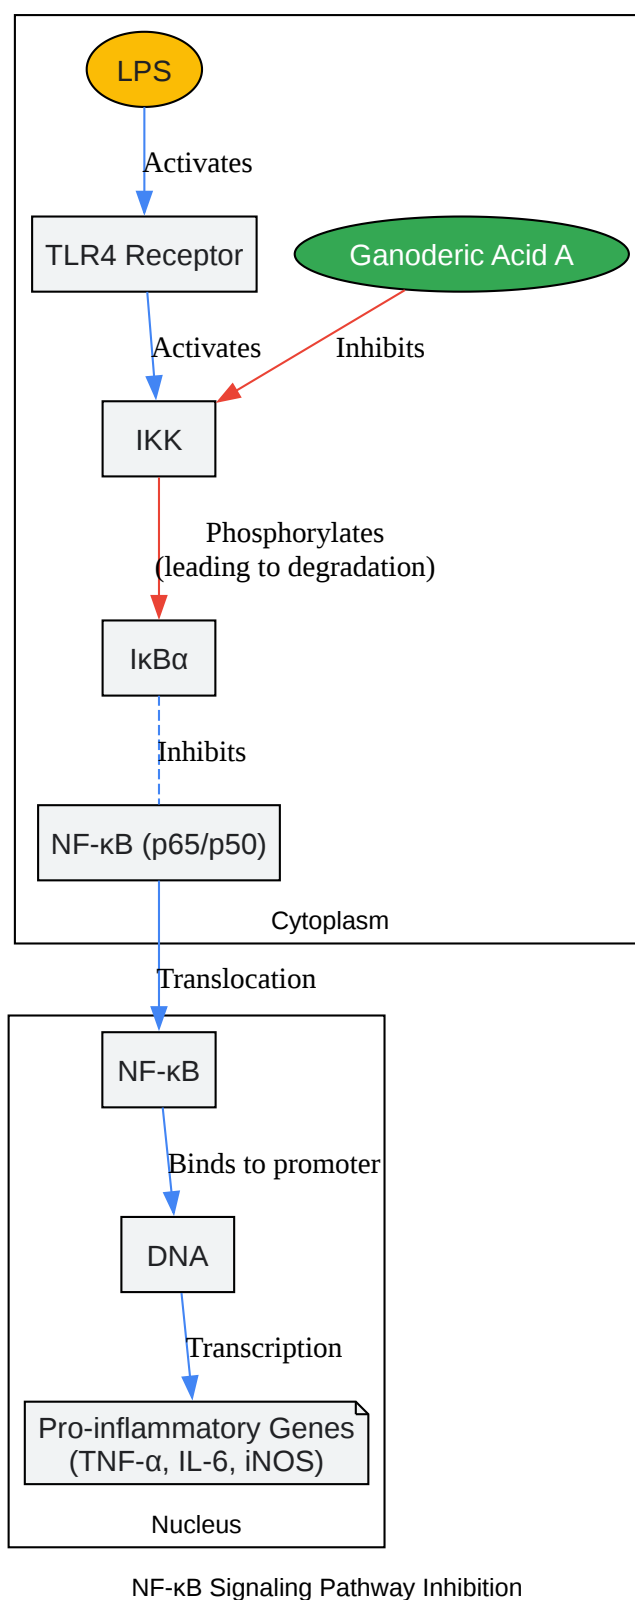 LPS
Activates
TLR4 Receptor
Ganoderic Acid A
Activates
Inhibits
IKK
Phosphorylates
(leading to degradation)
IκBα
Inhibits
NF-κB (p65/p50)
Cytoplasm
Translocation
NF-κB
Binds to promoter
DNA
Transcription
Pro-inflammatory Genes
(TNF-α, IL-6, iNOS)
Nucleus
NF-κB Signaling Pathway Inhibition